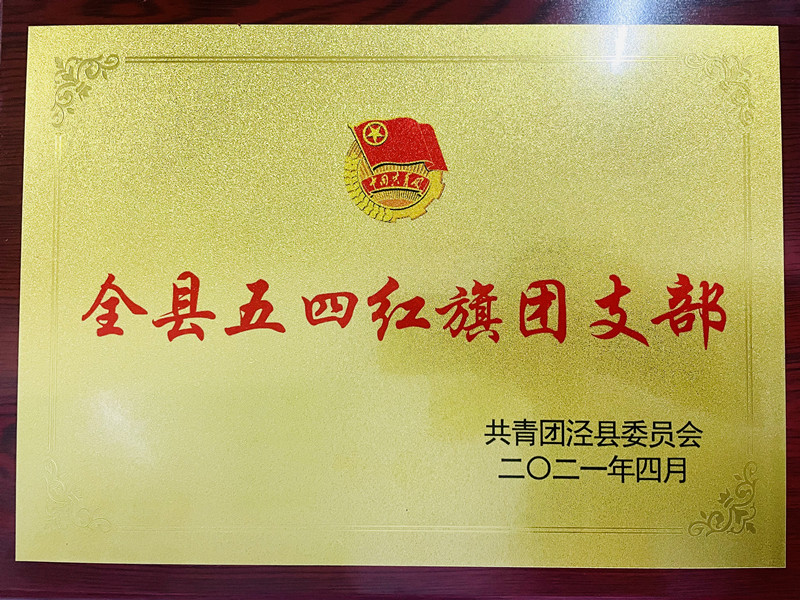 中国共青团
全县五四红旗团支部
共青团泾县委员会
二〇二一年四月